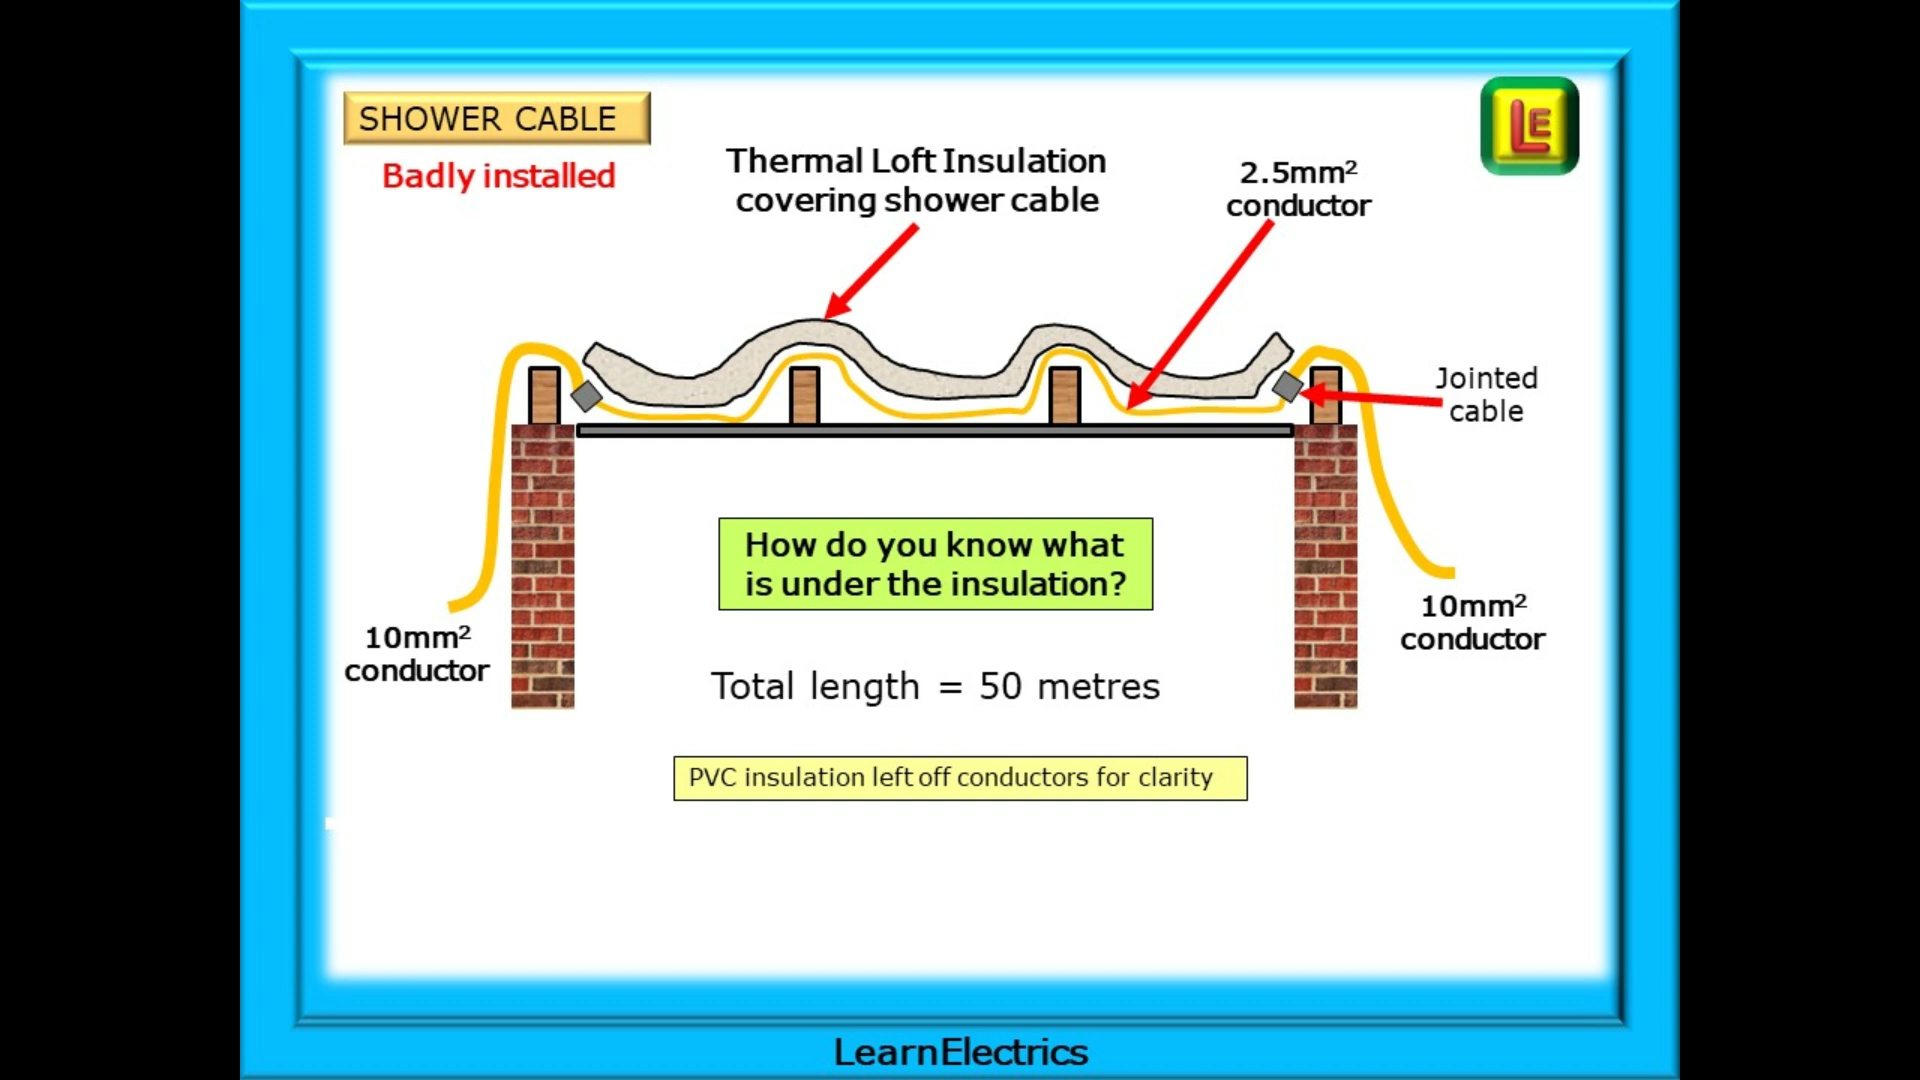 SHOWER CABLE
Badly installed
Thermal Loft Insulation
covering shower cable
2.5mm²
conductor
LE
Jointed
cable
How do you know what
is under the insulation?
10mm²
conductor
10mm²
conductor
Total length = 50 metres
PVC insulation left off conductors for clarity
LearnElectrics